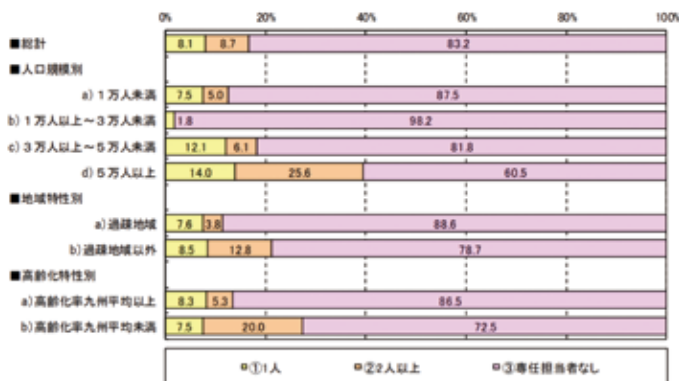 0% 20% 40% 60% 80% 100%
■総計 8.1 8.7 83.2
■人口規模別
a)1万人未満 7.5 5.0 87.5
b)1万人以上～3万人未満 1.8 98.2
c)3万人以上～5万人未満 12.1 6.1 81.8
d)5万人以上 14.0 25.6 60.5
■地域特性別
a)過疎地域 7.6 3.8 88.6
b)過疎地域以外 8.5 12.8 78.7
■高齢化特性別
a)高齢化率九州平均以上 8.3 5.3 86.5
b)高齢化率九州平均未満 7.5 20.0 72.5
①1人 ②2人以上 ③専任担当者なし